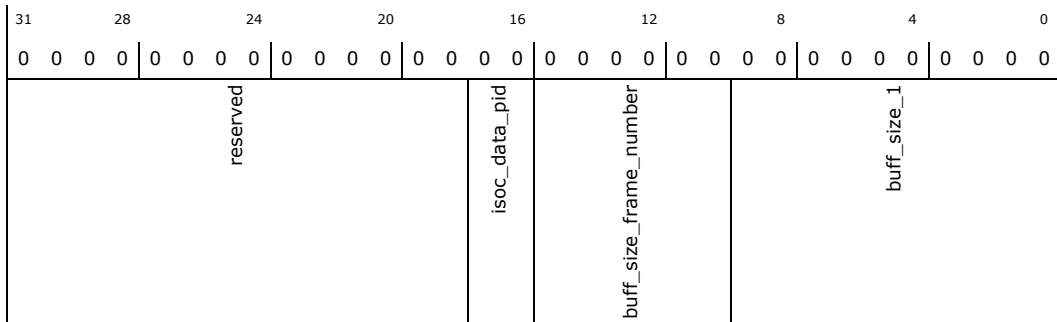 31 28 24 20 16 12 8 4 0
0 0 0 0 0 0 0 0 0 0 0 0 0 0 0 0 0 0 0 0 0 0 0 0 0 0 0 0 0 0 0 0
reserved
isoc_data_pid
buff_size_frame_number
buff_size_1